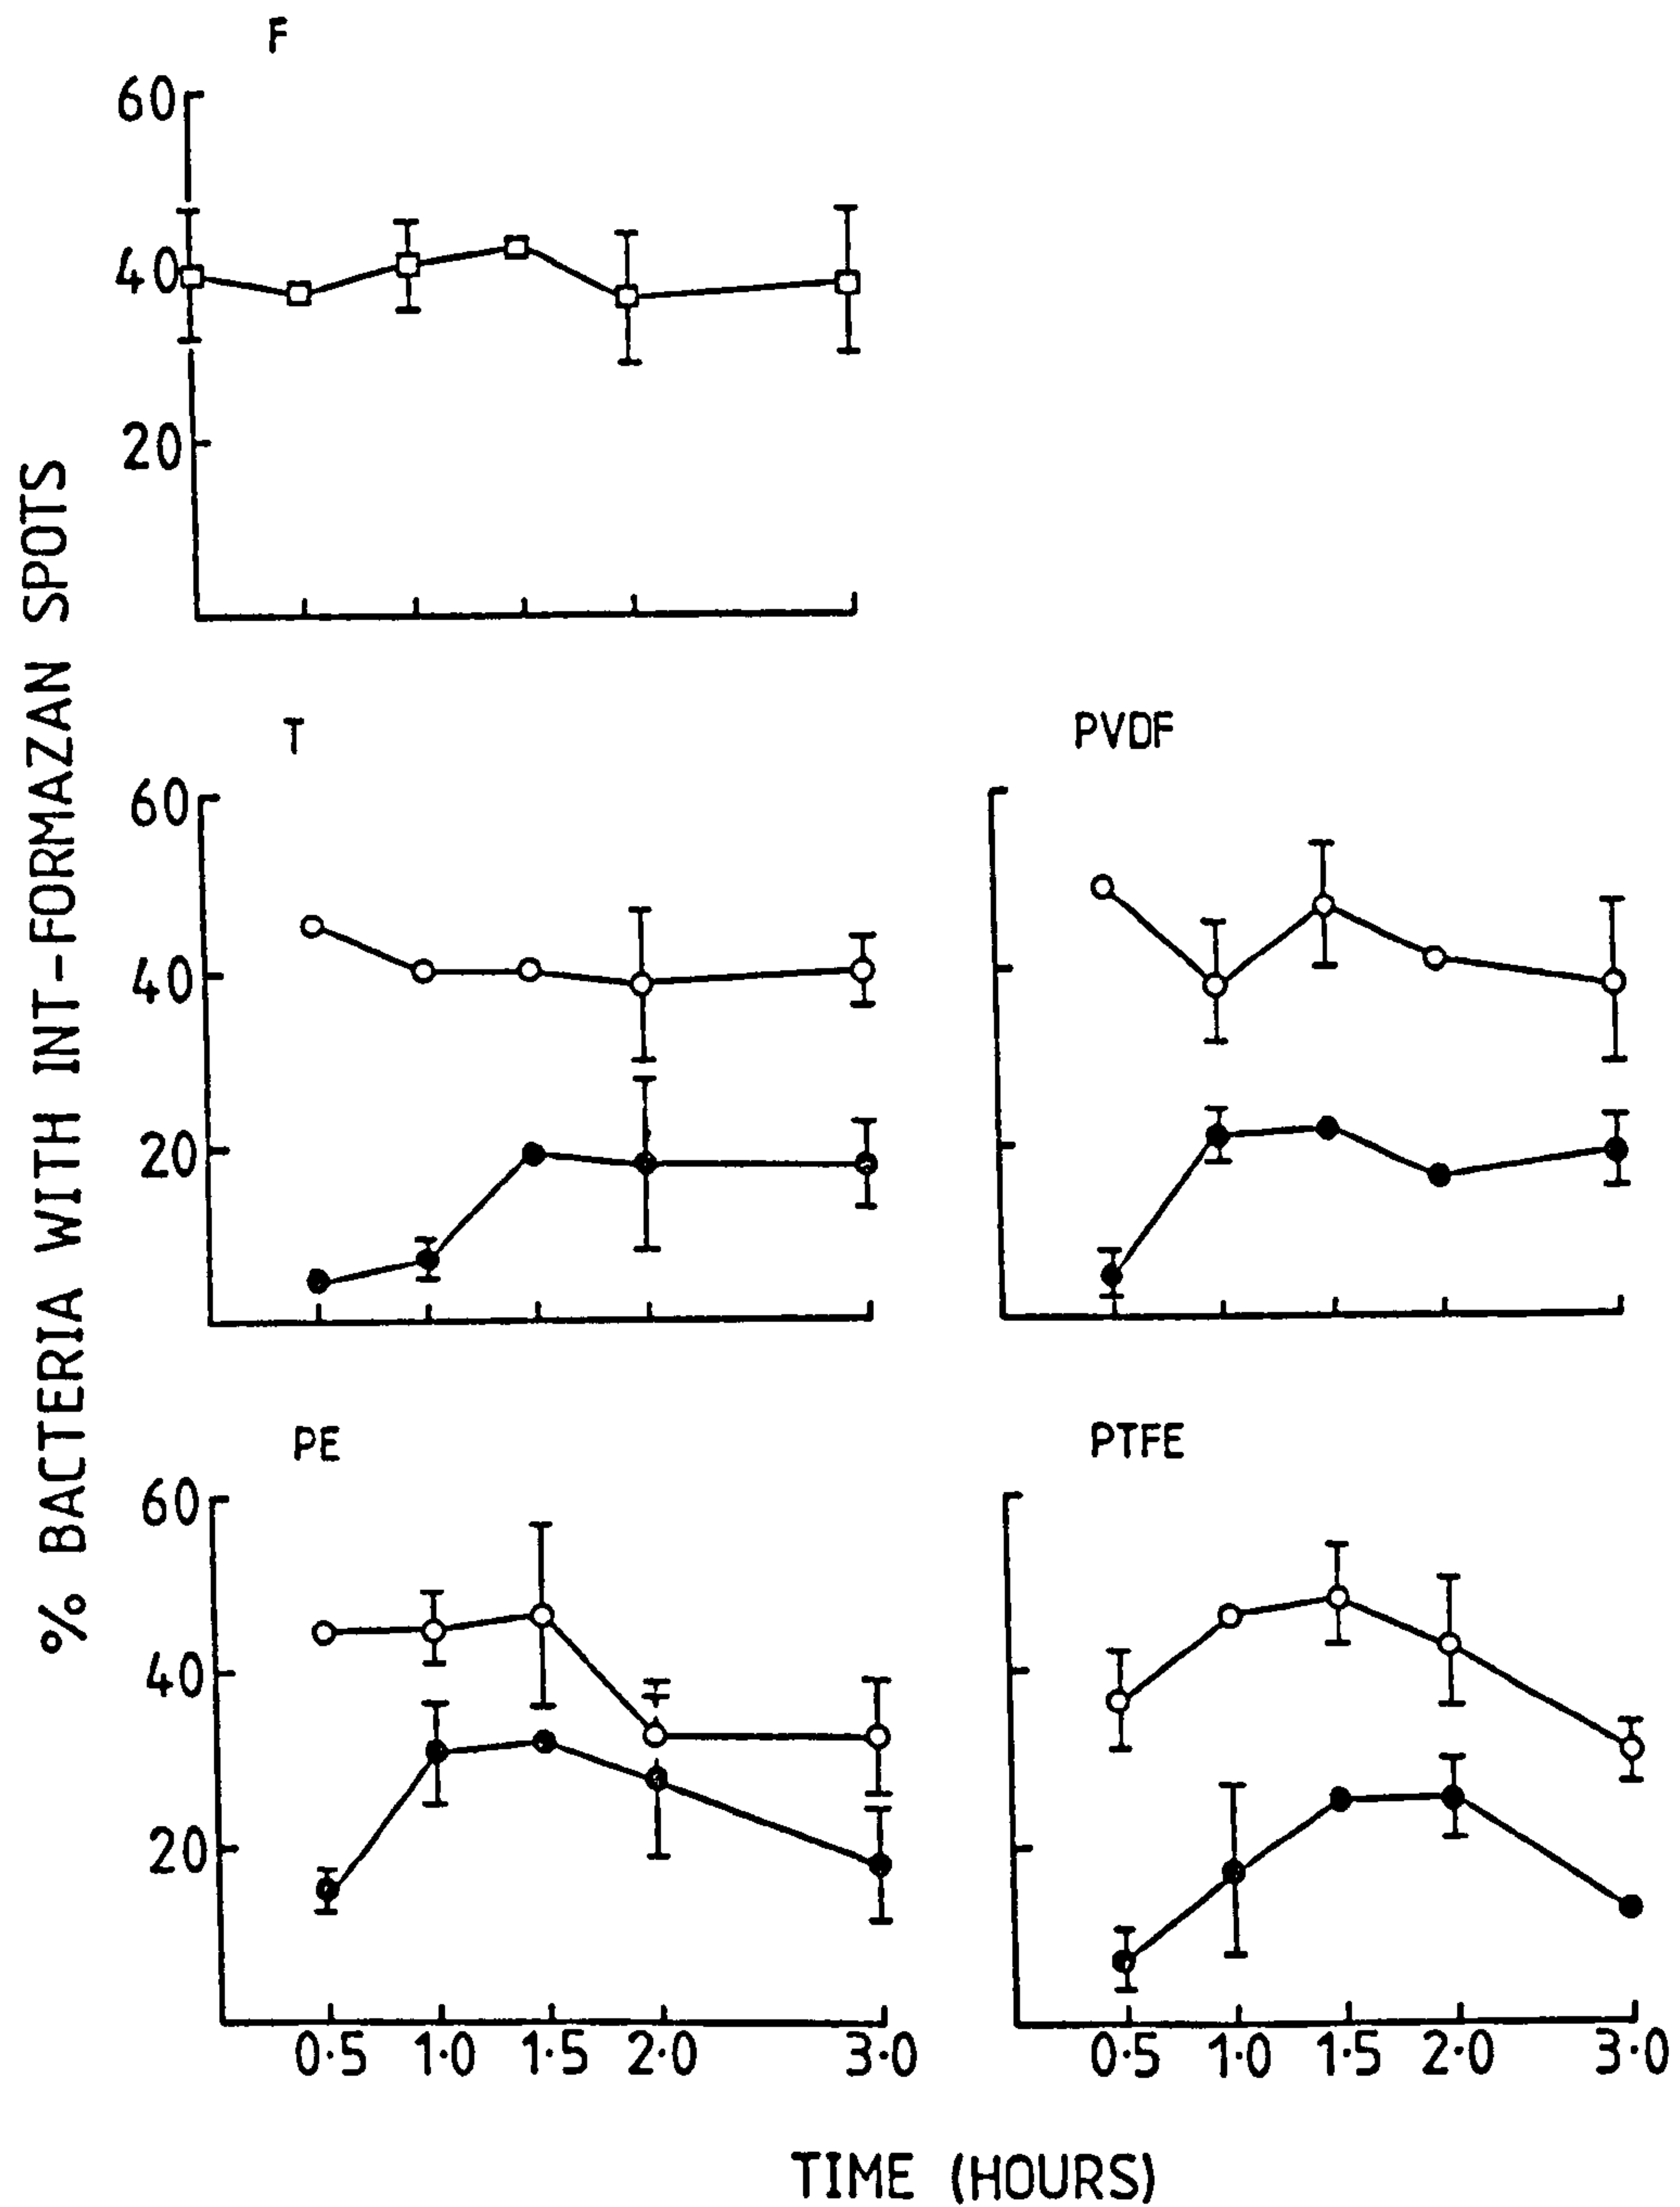 F
60
40
20
% BACTERIA WITH INT-FORMAZAN SPOTS
T
PVDF
60
40
20
PE
PTFE
60
40
20
0·5 1·0 1·5 2·0 3·0
0·5 1·0 1·5 2·0 3·0
TIME (HOURS)